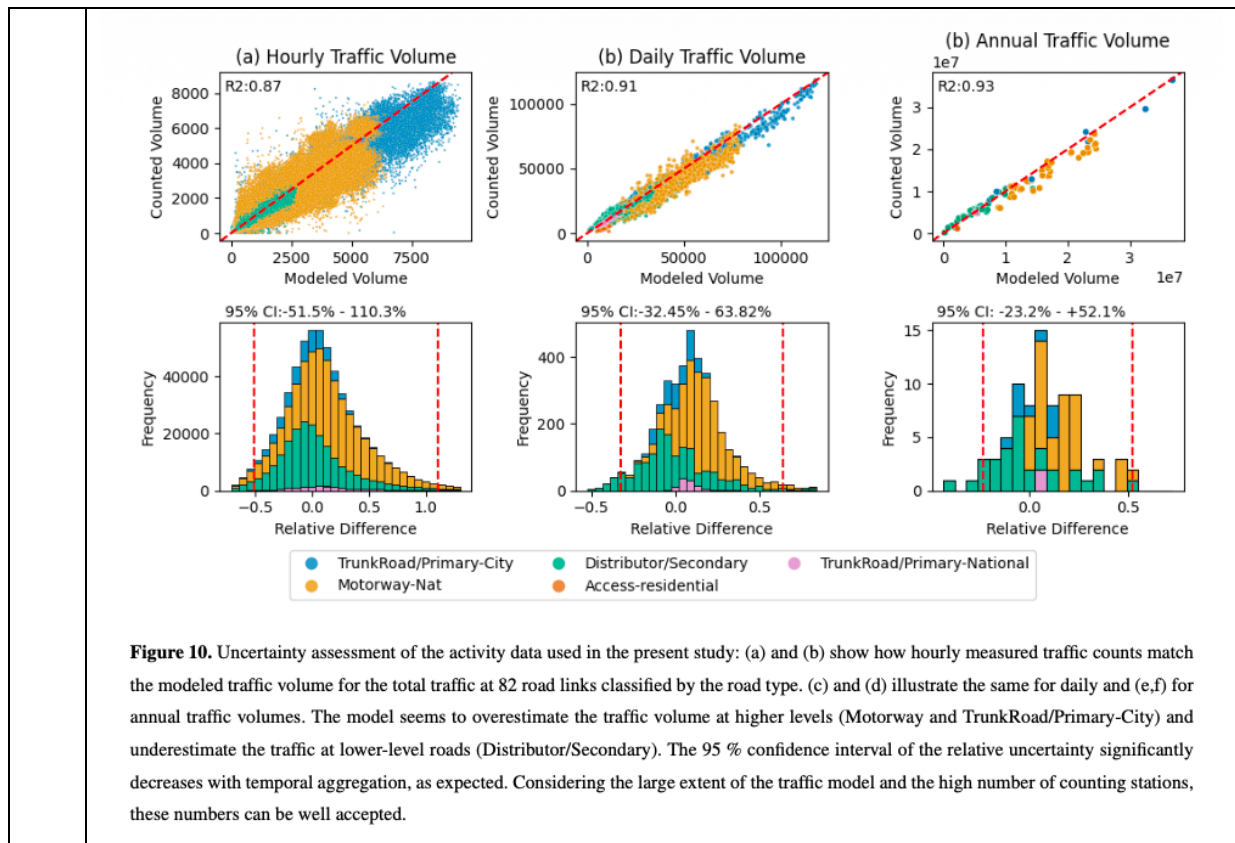 (a) Hourly Traffic Volume
R2:0.87
8000
6000
4000
2000
0
Counted Volume
0 2500 5000 7500
Modeled Volume
(b) Daily Traffic Volume
R2:0.91
100000
50000
0
Counted Volume
0 50000 100000
Modeled Volume
(b) Annual Traffic Volume
1e7
R2:0.93
3
2
1
0
Counted Volume
0 1 2 3
1e7
Modeled Volume
95% CI:-51.5% - 110.3%
40000
20000
0
Frequency
−0.5 0.0 0.5 1.0
Relative Difference
95% CI:-32.45% - 63.82%
400
200
0
Frequency
−0.5 0.0 0.5
Relative Difference
95% CI: -23.2% - +52.1%
15
10
5
0
Frequency
0.0 0.5
Relative Difference
TrunkRoad/Primary-City Distributor/Secondary TrunkRoad/Primary-National
Motorway-Nat Access-residential
Figure 10. Uncertainty assessment of the activity data used in the present study: (a) and (b) show how hourly measured traffic counts match
the modeled traffic volume for the total traffic at 82 road links classified by the road type. (c) and (d) illustrate the same for daily and (e,f) for
annual traffic volumes. The model seems to overestimate the traffic volume at higher levels (Motorway and TrunkRoad/Primary-City) and
underestimate the traffic at lower-level roads (Distributor/Secondary). The 95 % confidence interval of the relative uncertainty significantly
decreases with temporal aggregation, as expected. Considering the large extent of the traffic model and the high number of counting stations,
these numbers can be well accepted.